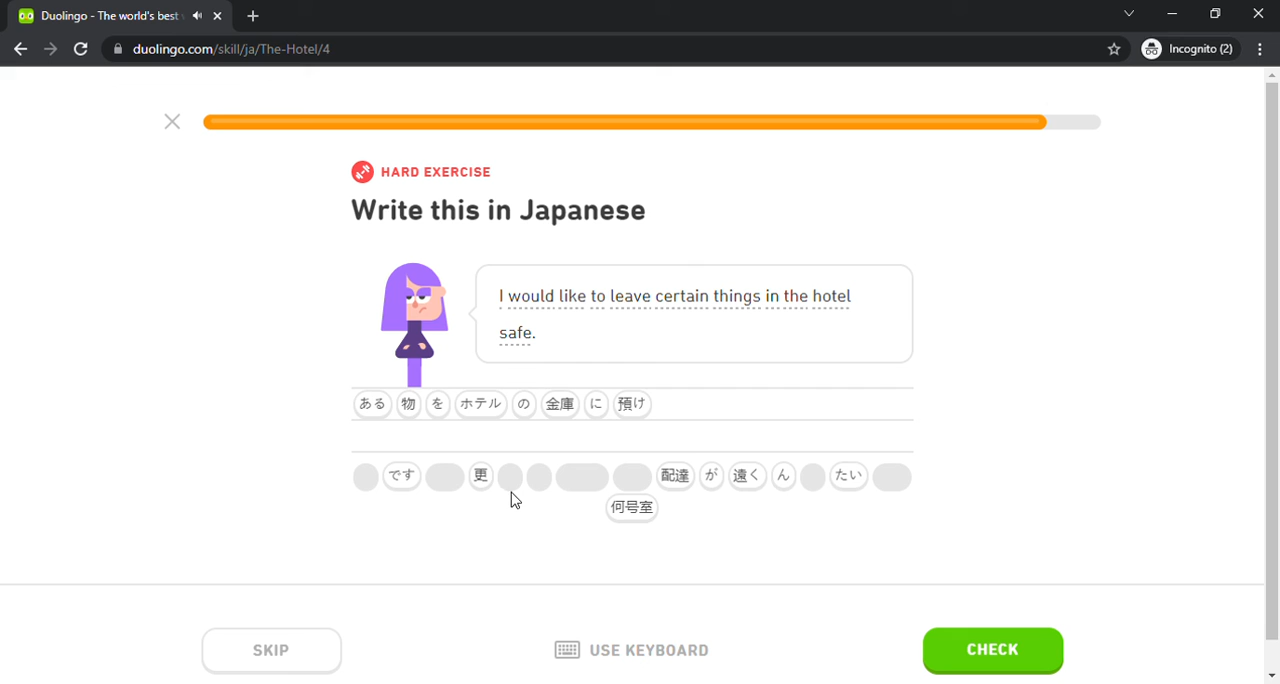 Duolingo - The world's best
duolingo.com/skill/ja/The-Hotel/4
Incognito (2)
HARD EXERCISE
Write this in Japanese
I would like to leave certain things in the hotel
safe.
ある 物 を ホテル の 金庫 に 預け
です 更 配達 が 遠く ん たい
何号室
SKIP
USE KEYBOARD
CHECK